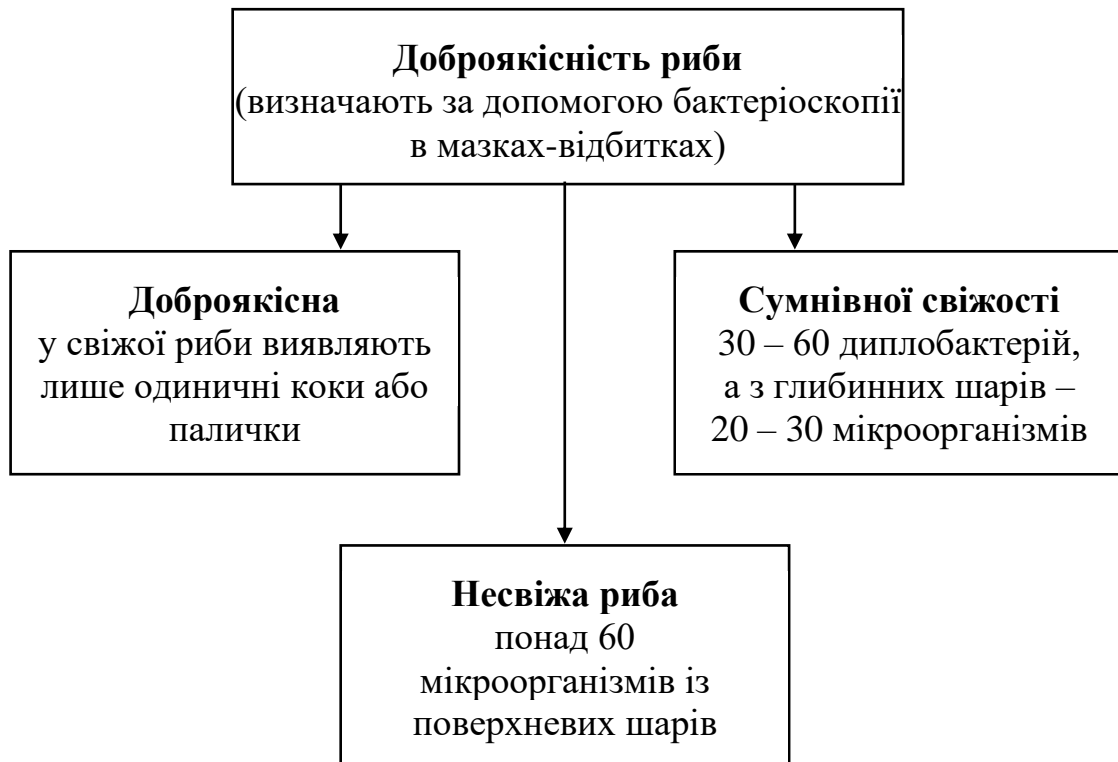 Доброякісність риби
(визначають за допомогою бактеріоскопії
в мазках-відбитках)
Доброякісна
у свіжої риби виявляють
лише одиничні коки або
палички
Сумнівної свіжості
30 – 60 диплобактерій,
а з глибинних шарів –
20 – 30 мікроорганізмів
Несвіжа риба
понад 60
мікроорганізмів із
поверхневих шарів